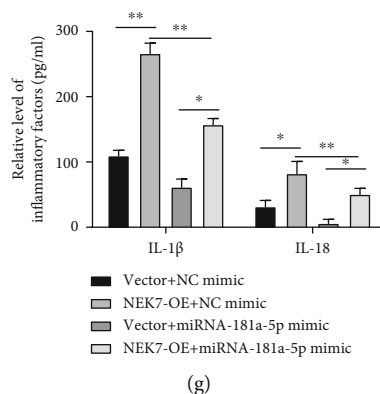 Relative level of
inflammatory factors (pg/ml)
300
200
100
0
** ** * * ** *
IL-1β IL-18
Vector+NC mimic
NEK7-OE+NC mimic
Vector+miRNA-181a-5p mimic
NEK7-OE+miRNA-181a-5p mimic
(g)